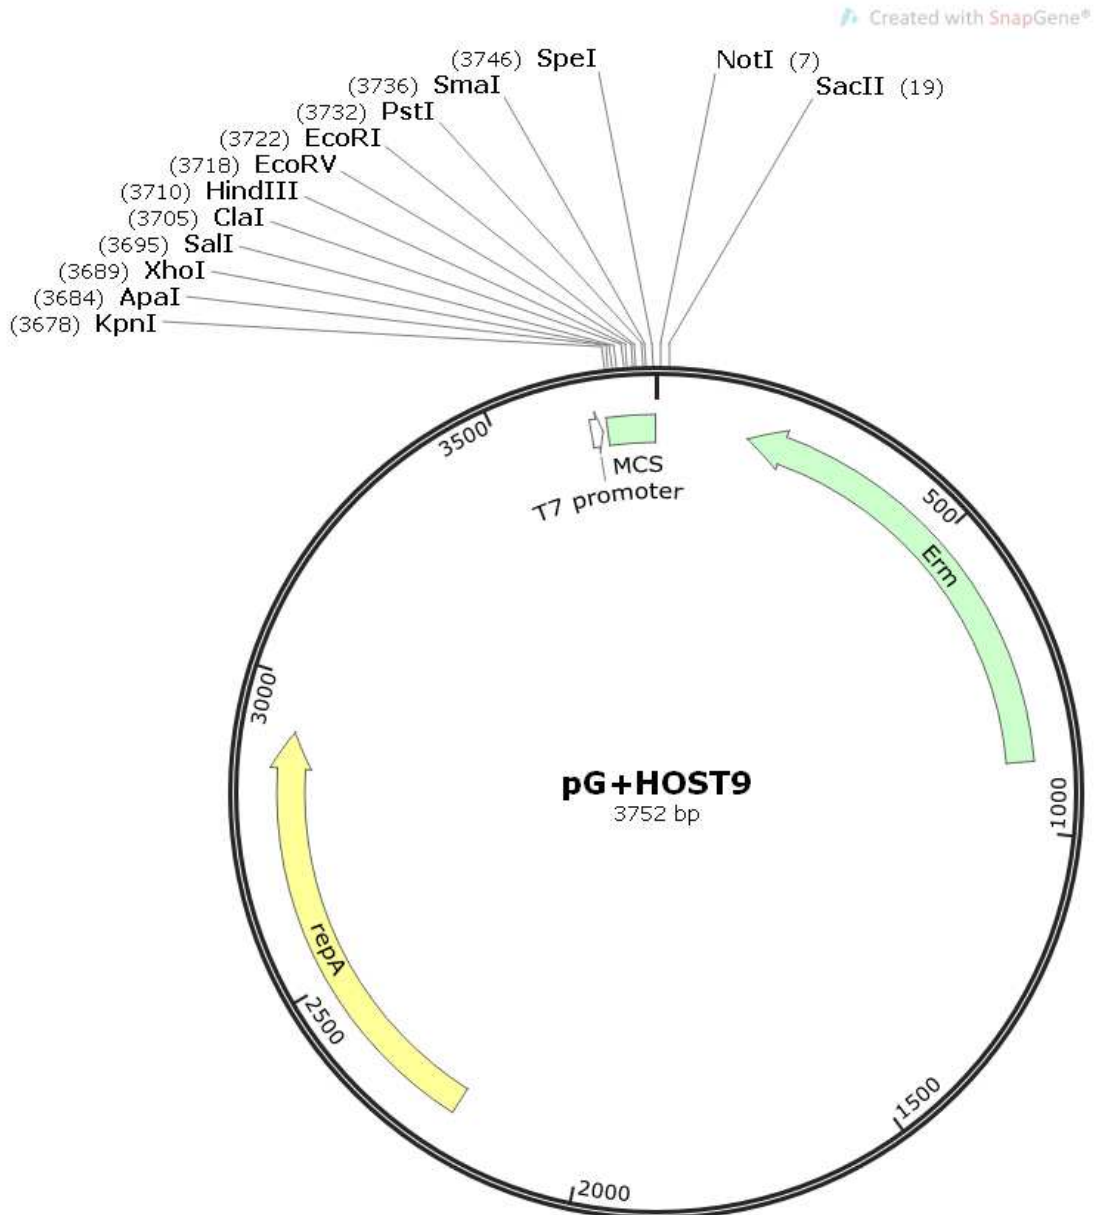 Created with SnapGene®
(3746) SpeI
NotI (7)
(3736) SmaI
SacII (19)
(3732) PstI
(3722) EcoRI
(3718) EcoRV
(3710) HindIII
(3705) ClaI
(3695) SalI
(3689) XhoI
(3684) ApaI
(3678) KpnI
3500
MCS
T7 promoter
500
Erm
3000
pG+HOST9
3752 bp
1000
repA
2500
1500
2000